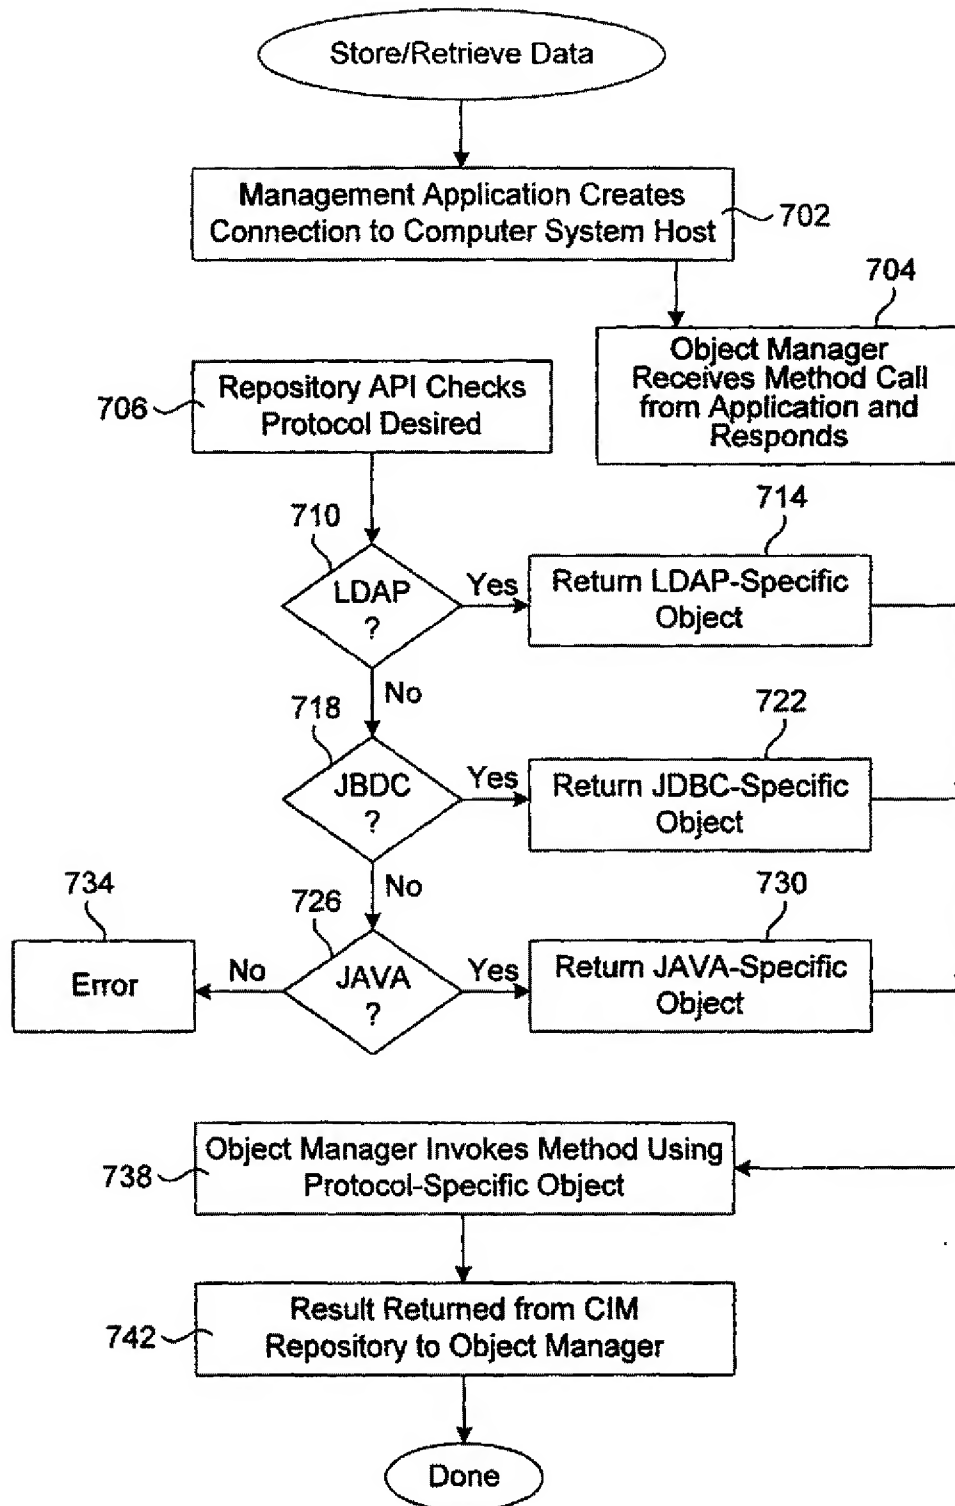 Store/Retrieve Data
Management Application Creates
Connection to Computer System Host
702
704
Object Manager
Receives Method Call
from Application and
Responds
706
Repository API Checks
Protocol Desired
710
LDAP
?
Yes
714
Return LDAP-Specific
Object
No
718
JBDC
?
Yes
722
Return JDBC-Specific
Object
No
726
JAVA
?
Yes
730
Return JAVA-Specific
Object
No
734
Error
738
Object Manager Invokes Method Using
Protocol-Specific Object
742
Result Returned from CIM
Repository to Object Manager
Done